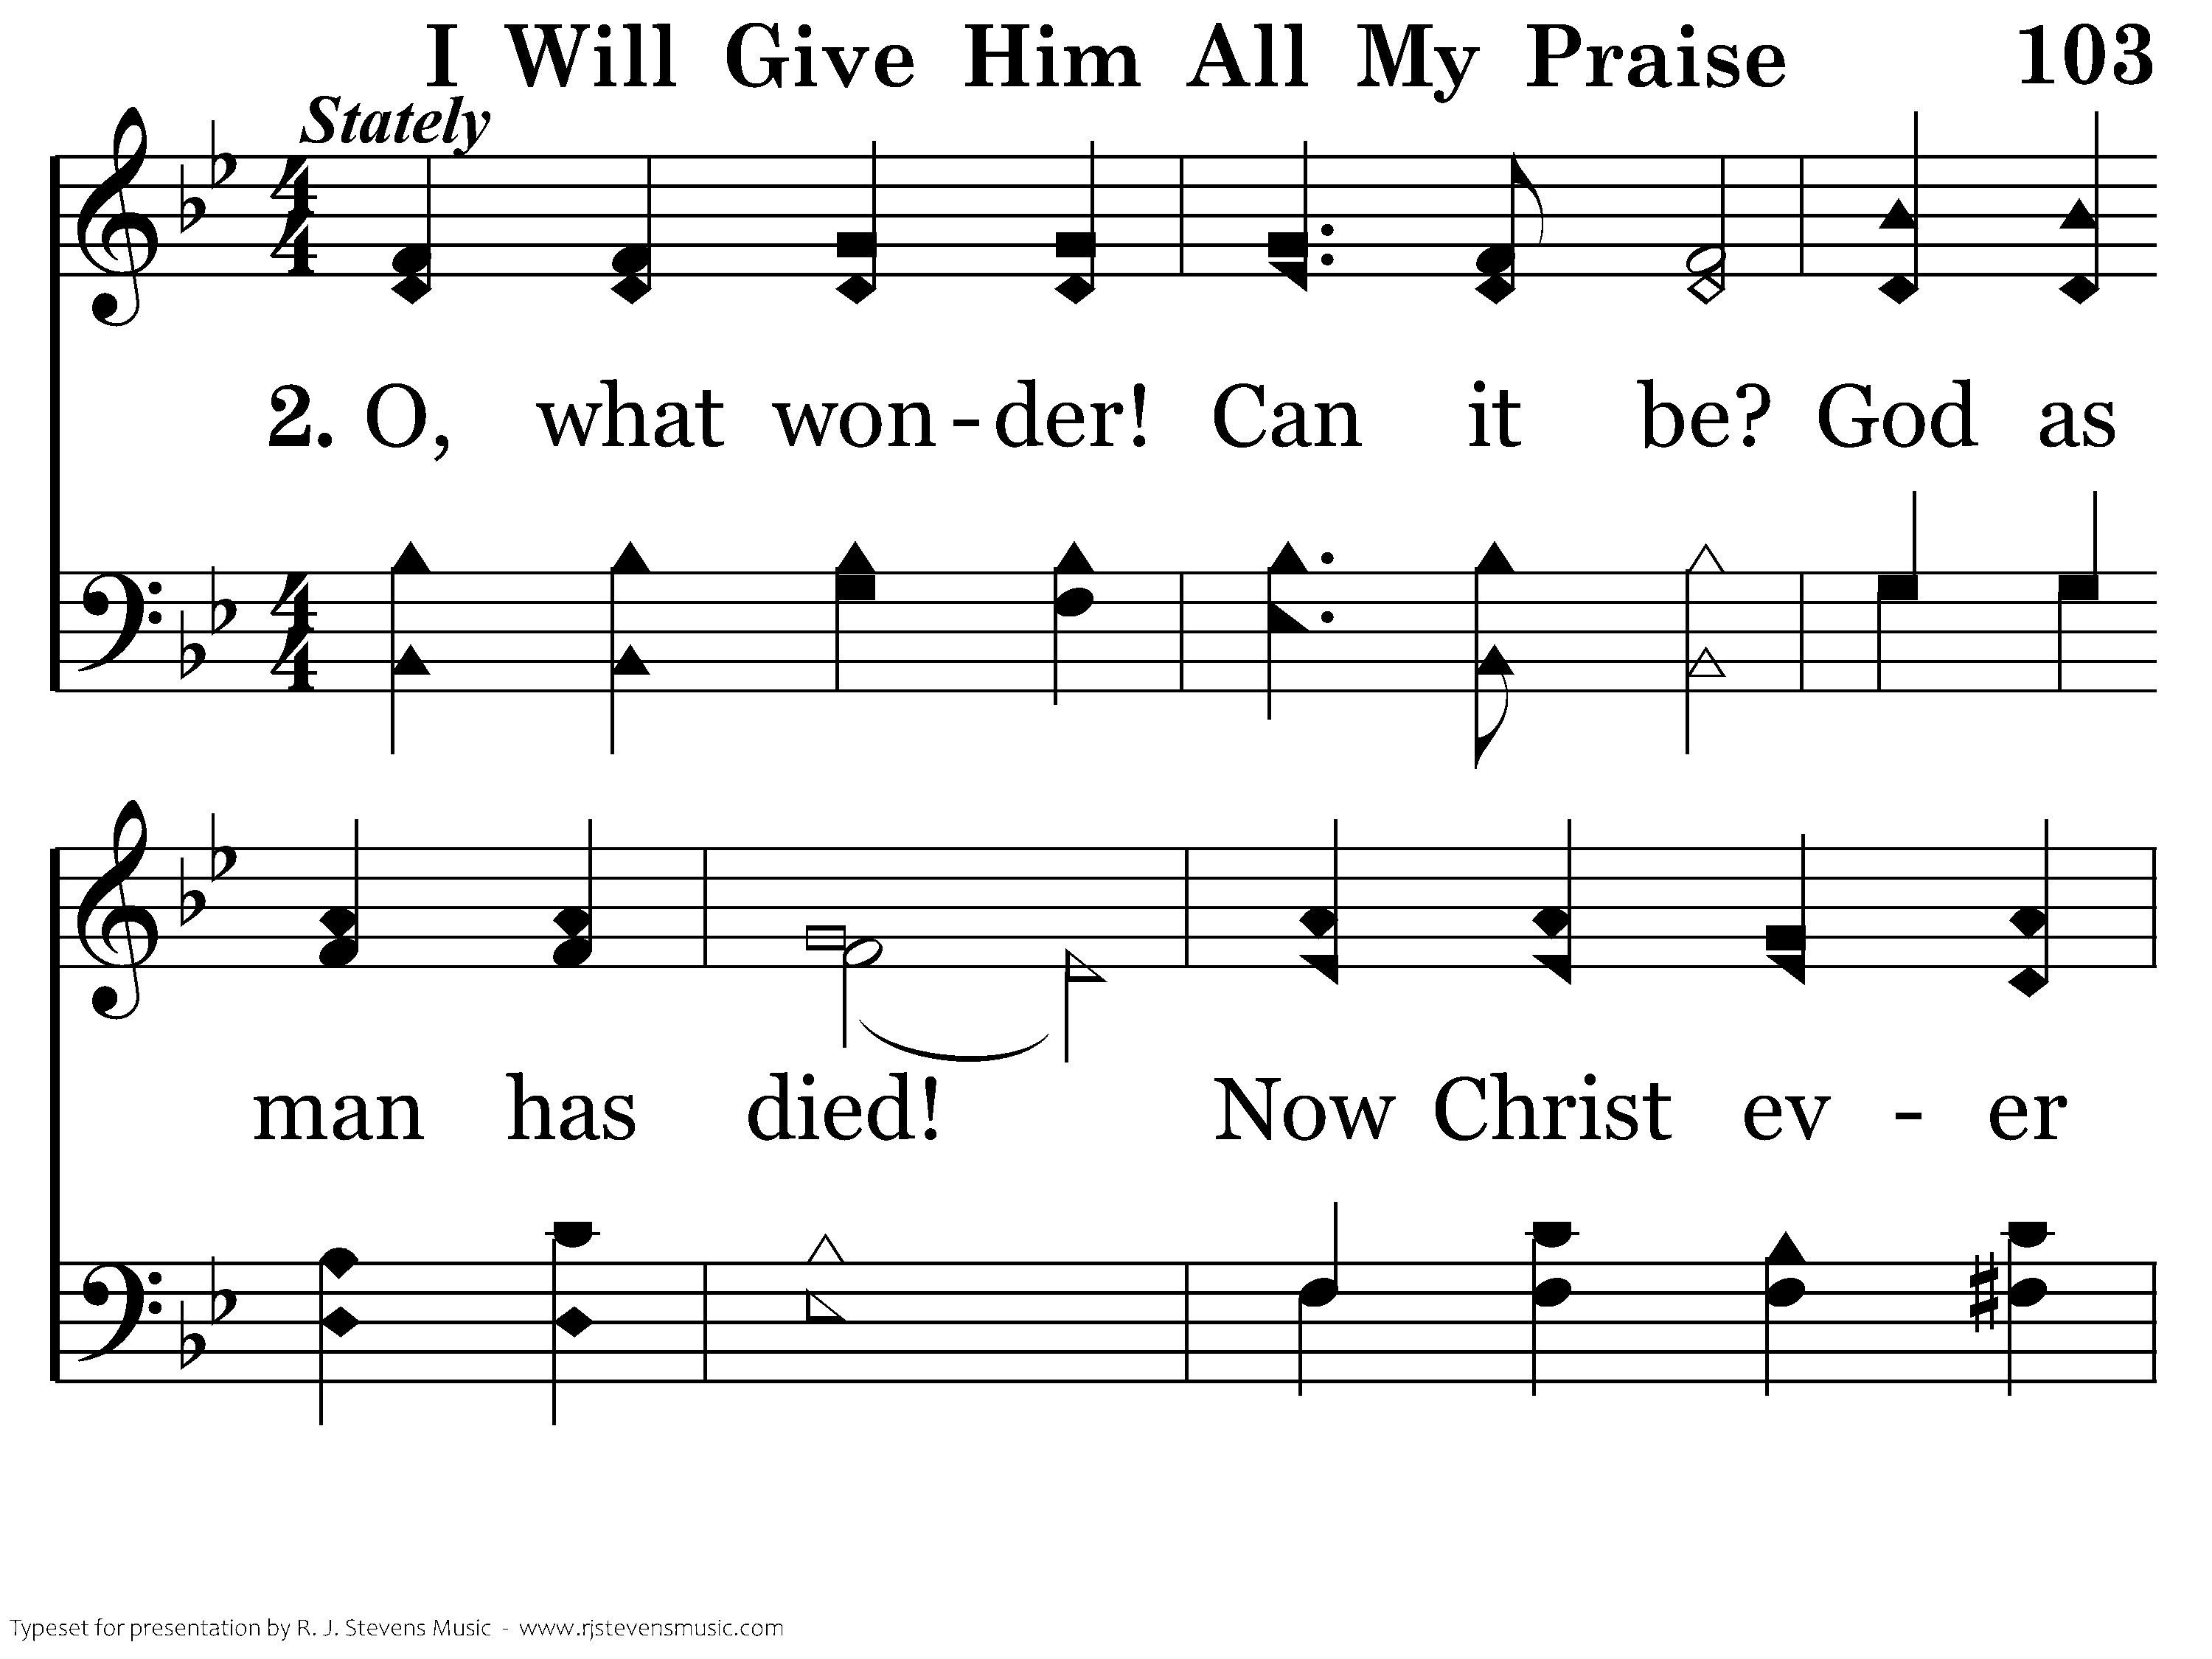 I Will Give Him All My Praise 103
Stately
2. O, what won - der! Can it be? God as
man has died! Now Christ ev - er
Typeset for presentation by R. J. Stevens Music - www.rjstevensmusic.com